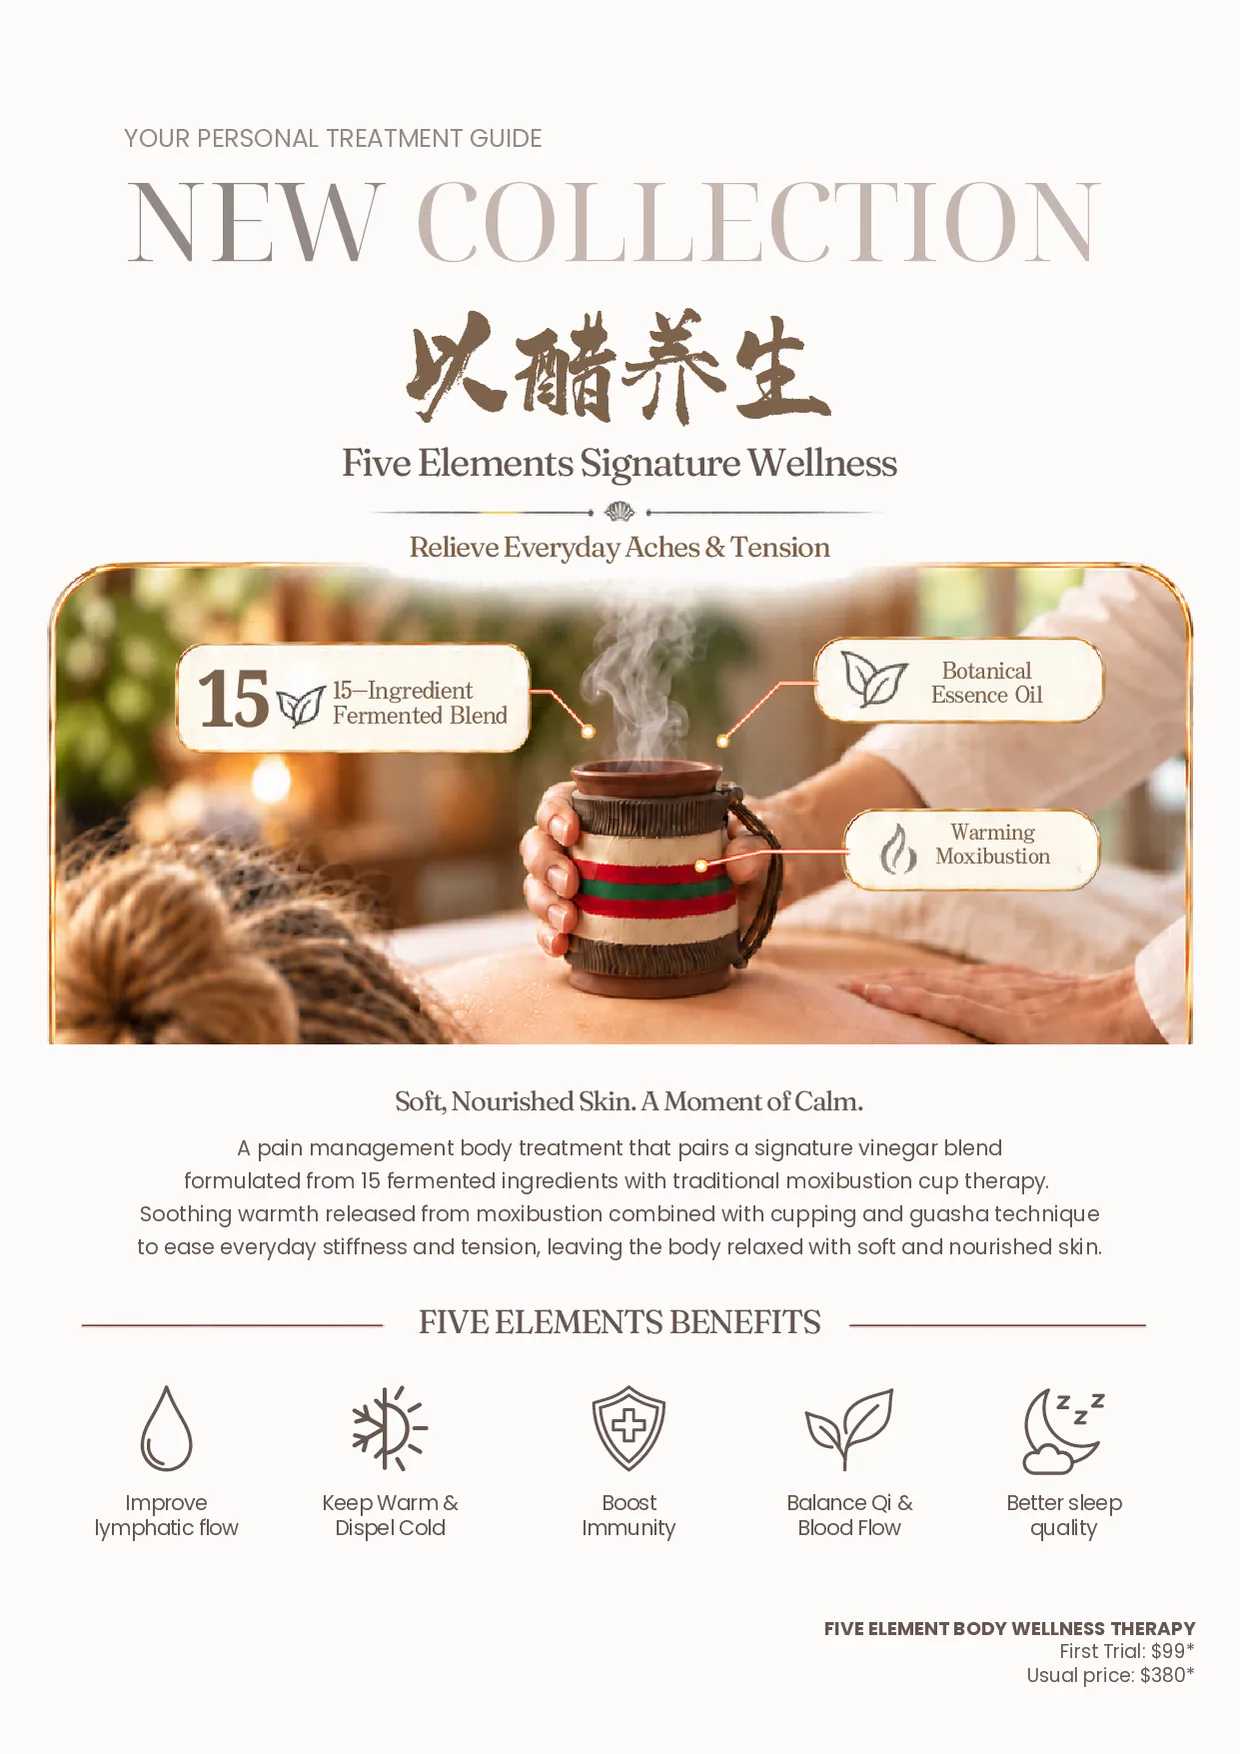 YOUR PERSONAL TREATMENT GUIDE
NEW COLLECTION
以醋养生
Five Elements Signature Wellness
Relieve Everyday Aches & Tension
15
15–Ingredient
Fermented Blend
Botanical
Essence Oil
Warming
Moxibustion
Soft, Nourished Skin. A Moment of Calm.
A pain management body treatment that pairs a signature vinegar blend
formulated from 15 fermented ingredients with traditional moxibustion cup therapy.
Soothing warmth released from moxibustion combined with cupping and guasha technique
to ease everyday stiffness and tension, leaving the body relaxed with soft and nourished skin.
FIVE ELEMENTS BENEFITS
Improve
lymphatic flow
Keep Warm &
Dispel Cold
Boost
Immunity
Balance Qi &
Blood Flow
z z z
Better sleep
quality
FIVE ELEMENT BODY WELLNESS THERAPY
First Trial: $99*
Usual price: $380*